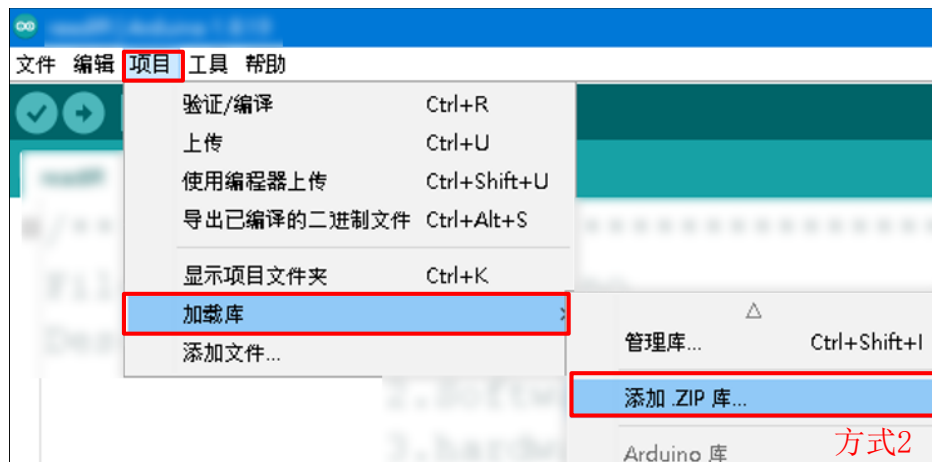 文件 编辑 项目 工具 帮助
验证/编译 Ctrl+R
上传 Ctrl+U
使用编程器上传 Ctrl+Shift+U
导出已编译的二进制文件 Ctrl+Alt+S
显示项目文件夹 Ctrl+K
加载库
添加文件...
管理库... Ctrl+Shift+I
添加 .ZIP 库...
Arduino 库
方式2